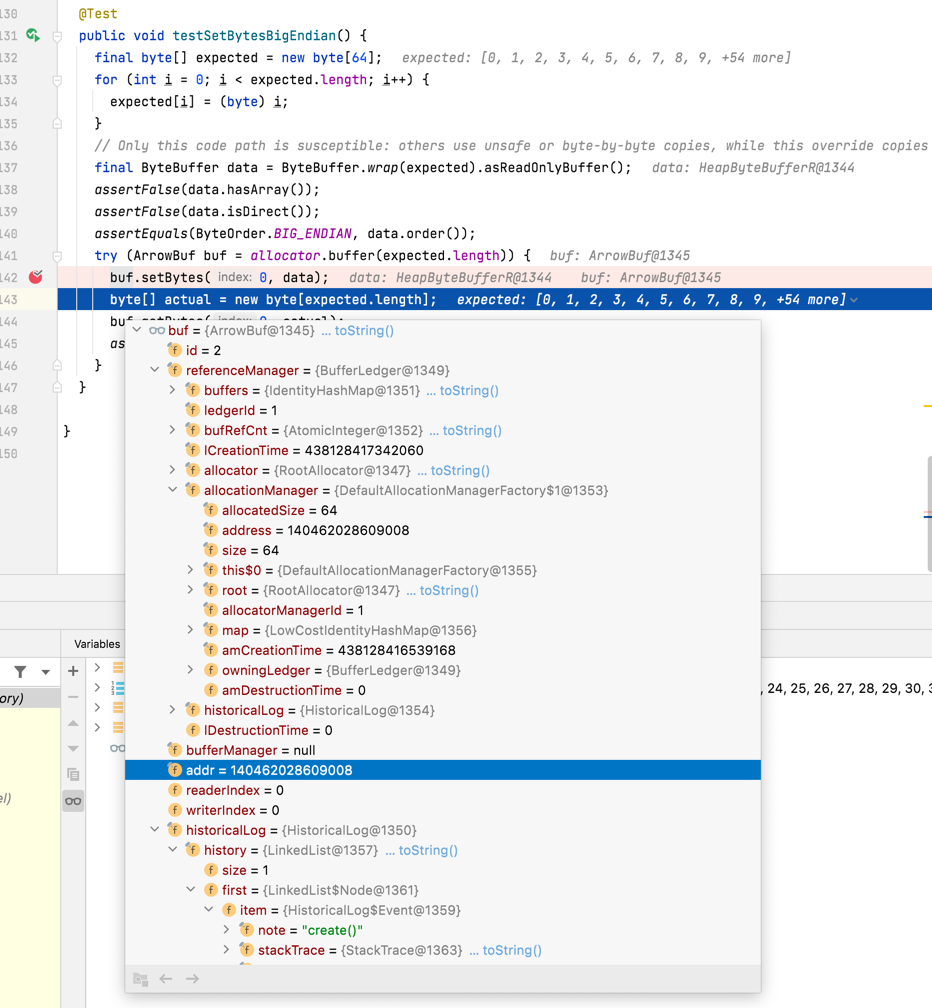 130 @Test
131 public void testSetBytesBigEndian() {
132 final byte[] expected = new byte[64]; expected: [0, 1, 2, 3, 4, 5, 6, 7, 8, 9, +54 more]
133 for (int i = 0; i < expected.length; i++) {
134 expected[i] = (byte) i;
135 }
136 // Only this code path is susceptible: others use unsafe or byte-by-byte copies, while this override copies
137 final ByteBuffer data = ByteBuffer.wrap(expected).asReadOnlyBuffer(); data: HeapByteBufferR@1344
138 assertFalse(data.hasArray());
139 assertFalse(data.isDirect());
140 assertEquals(ByteOrder.BIG_ENDIAN, data.order());
141 try (ArrowBuf buf = allocator.buffer(expected.length)) { buf: ArrowBuf@1345
142 buf.setBytes( index: 0, data); data: HeapByteBufferR@1344 buf: ArrowBuf@1345
143 byte[] actual = new byte[expected.length]; expected: [0, 1, 2, 3, 4, 5, 6, 7, 8, 9, +54 more]
144
buf = {ArrowBuf@1345} ... toString()
145 as
id = 2
146 }
referenceManager = {BufferLedger@1349}
147 }
buffers = {IdentityHashMap@1351} ... toString()
148
ledgerId = 1
149 }
bufRefCnt = {AtomicInteger@1352} ... toString()
150
lCreationTime = 438128417342060
allocator = {RootAllocator@1347} ... toString()
allocationManager = {DefaultAllocationManagerFactory$1@1353}
allocatedSize = 64
address = 140462028609008
size = 64
this$0 = {DefaultAllocationManagerFactory@1355}
root = {RootAllocator@1347} ... toString()
allocatorManagerId = 1
map = {LowCostIdentityHashMap@1356}
Variables
amCreationTime = 438128416539168
owningLedger = {BufferLedger@1349}
ory)
amDestructionTime = 0
, 24, 25, 26, 27, 28, 29, 30, 3
historicalLog = {HistoricalLog@1354}
lDestructionTime = 0
bufferManager = null
addr = 140462028609008
readerIndex = 0
el)
writerIndex = 0
historicalLog = {HistoricalLog@1350}
history = {LinkedList@1357} ... toString()
size = 1
first = {LinkedList$Node@1361}
item = {HistoricalLog$Event@1359}
note = "create()"
stackTrace = {StackTrace@1363} ... toString()